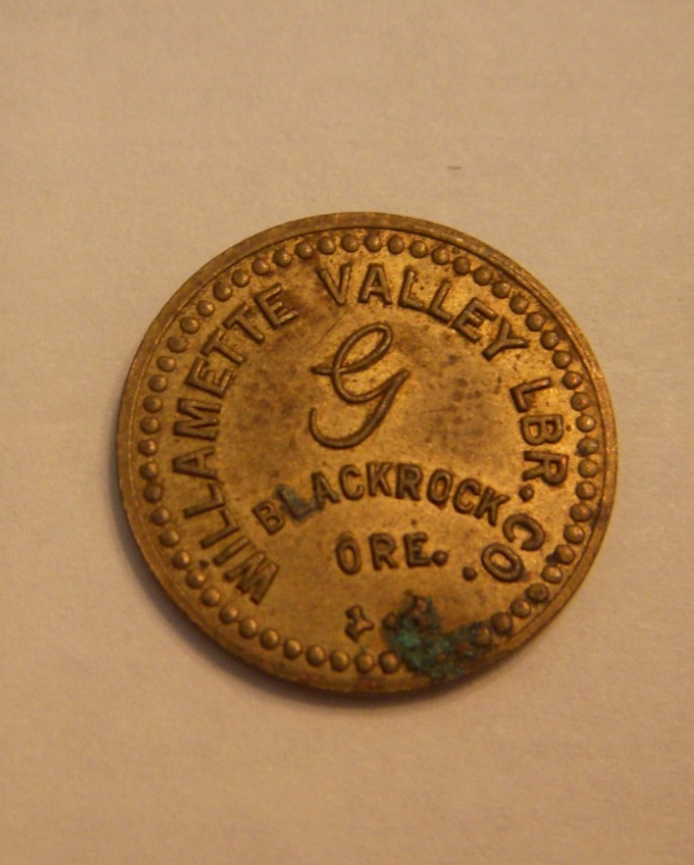 WILLAMETTE VALLEY LBR. CO.
G
BLACKROCK
ORE.